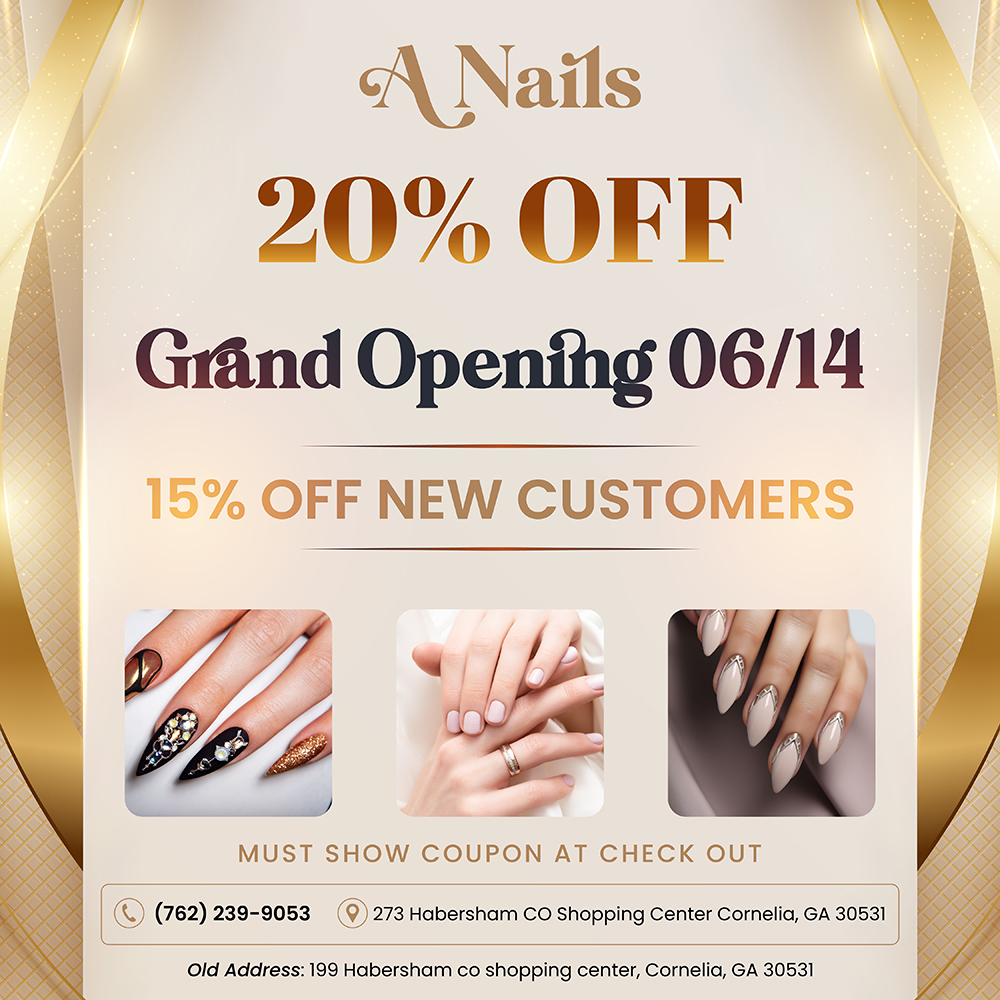 A Nails
20% OFF
Grand Opening 06/14
15% OFF NEW CUSTOMERS
MUST SHOW COUPON AT CHECK OUT
(762) 239-9053 273 Habersham CO Shopping Center Cornelia, GA 30531
Old Address: 199 Habersham co shopping center, Cornelia, GA 30531